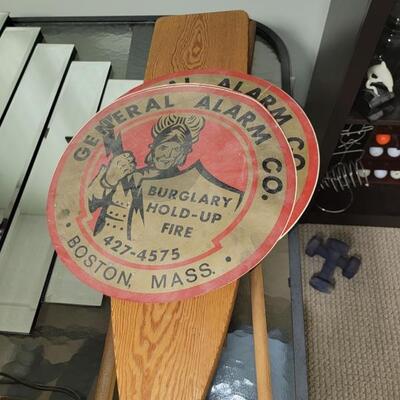 GENERAL ALARM CO.
BURGLARY
HOLD-UP
FIRE
427-4575
• BOSTON, MASS. •
ALARM CO.